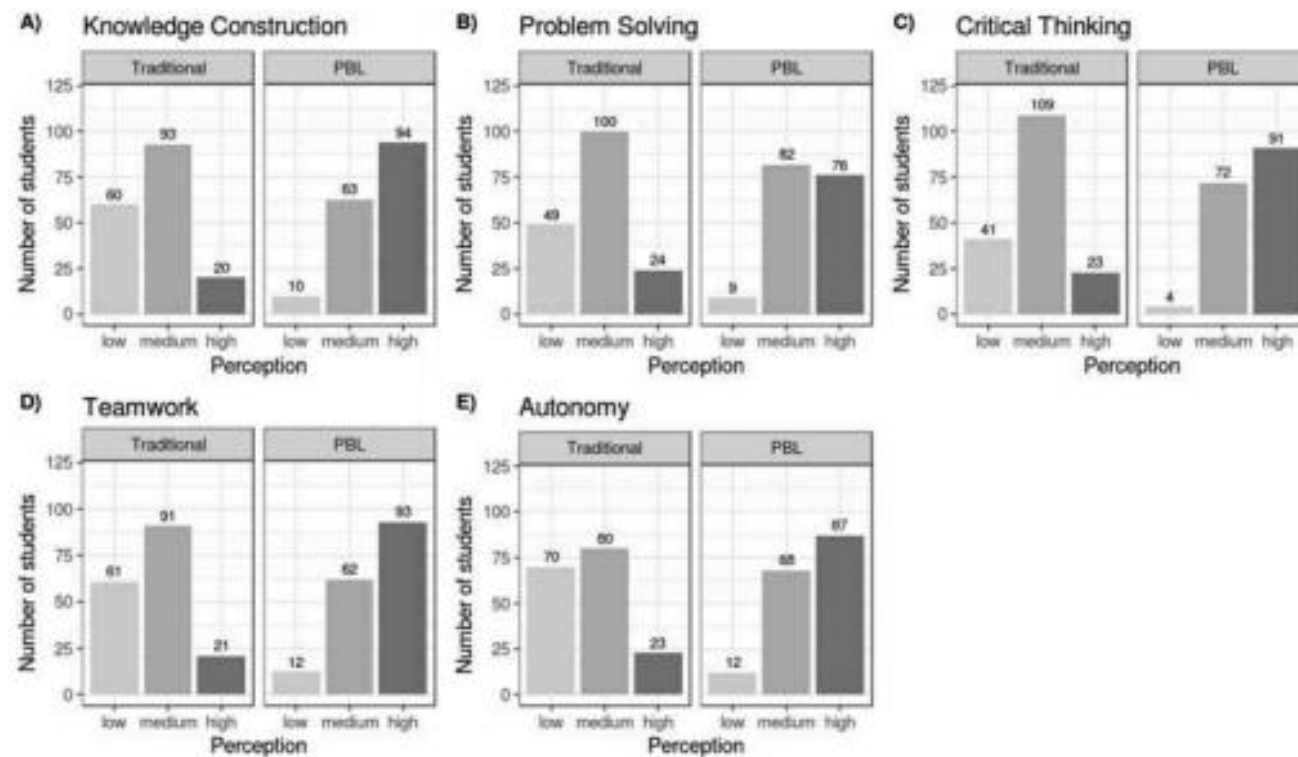 A) Knowledge Construction
Traditional PBL
Number of students
125
100
75
50
25
0
60 93 20 10 63 94
low medium high low medium high
Perception
B) Problem Solving
Traditional PBL
Number of students
125
100
75
50
25
0
49 100 24 9 82 76
low medium high low medium high
Perception
C) Critical Thinking
Traditional PBL
Number of students
125
100
75
50
25
0
41 109 23 4 72 91
low medium high low medium high
Perception
D) Teamwork
Traditional PBL
Number of students
125
100
75
50
25
0
61 91 21 12 62 93
low medium high low medium high
Perception
E) Autonomy
Traditional PBL
Number of students
125
100
75
50
25
0
70 80 23 12 68 87
low medium high low medium high
Perception